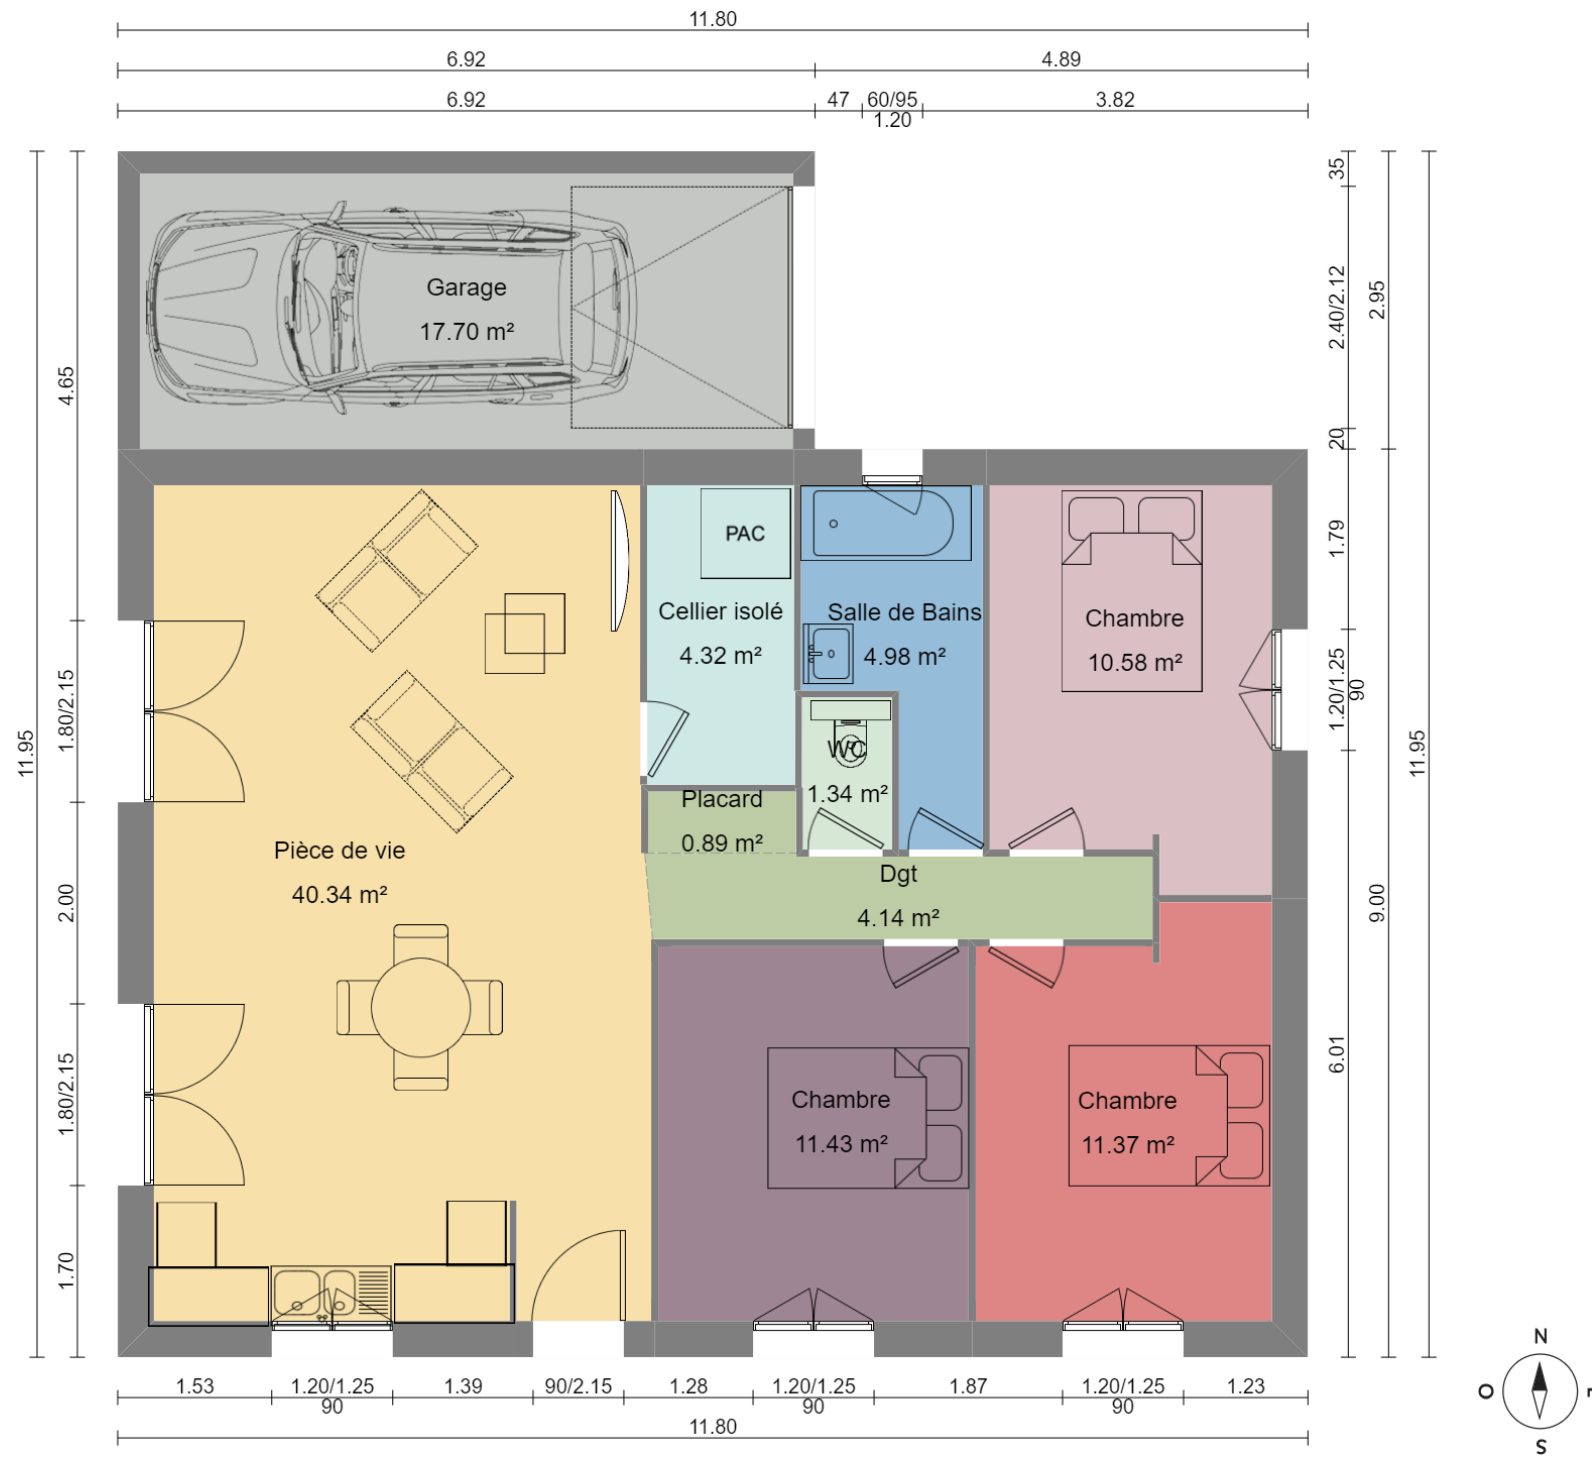 11.80
6.92 4.89
6.92 47 60/95 3.82
1.20
35
2.40/2.12
2.95
20
4.65
Garage
17.70 m²
PAC
Cellier isolé
4.32 m²
Salle de Bains
4.98 m²
Chambre
10.58 m²
1.79
1.20/1.25
90
1.80/2.15
11.95
11.95
WC
1.34 m²
Placard
0.89 m²
Pièce de vie
40.34 m²
Dgt
4.14 m²
2.00
9.00
6.01
1.80/2.15
Chambre
11.43 m²
Chambre
11.37 m²
1.70
1.53 1.20/1.25 1.39 90/2.15 1.28 1.20/1.25 1.87 1.20/1.25 1.23
90 90 90
11.80
N
O
S